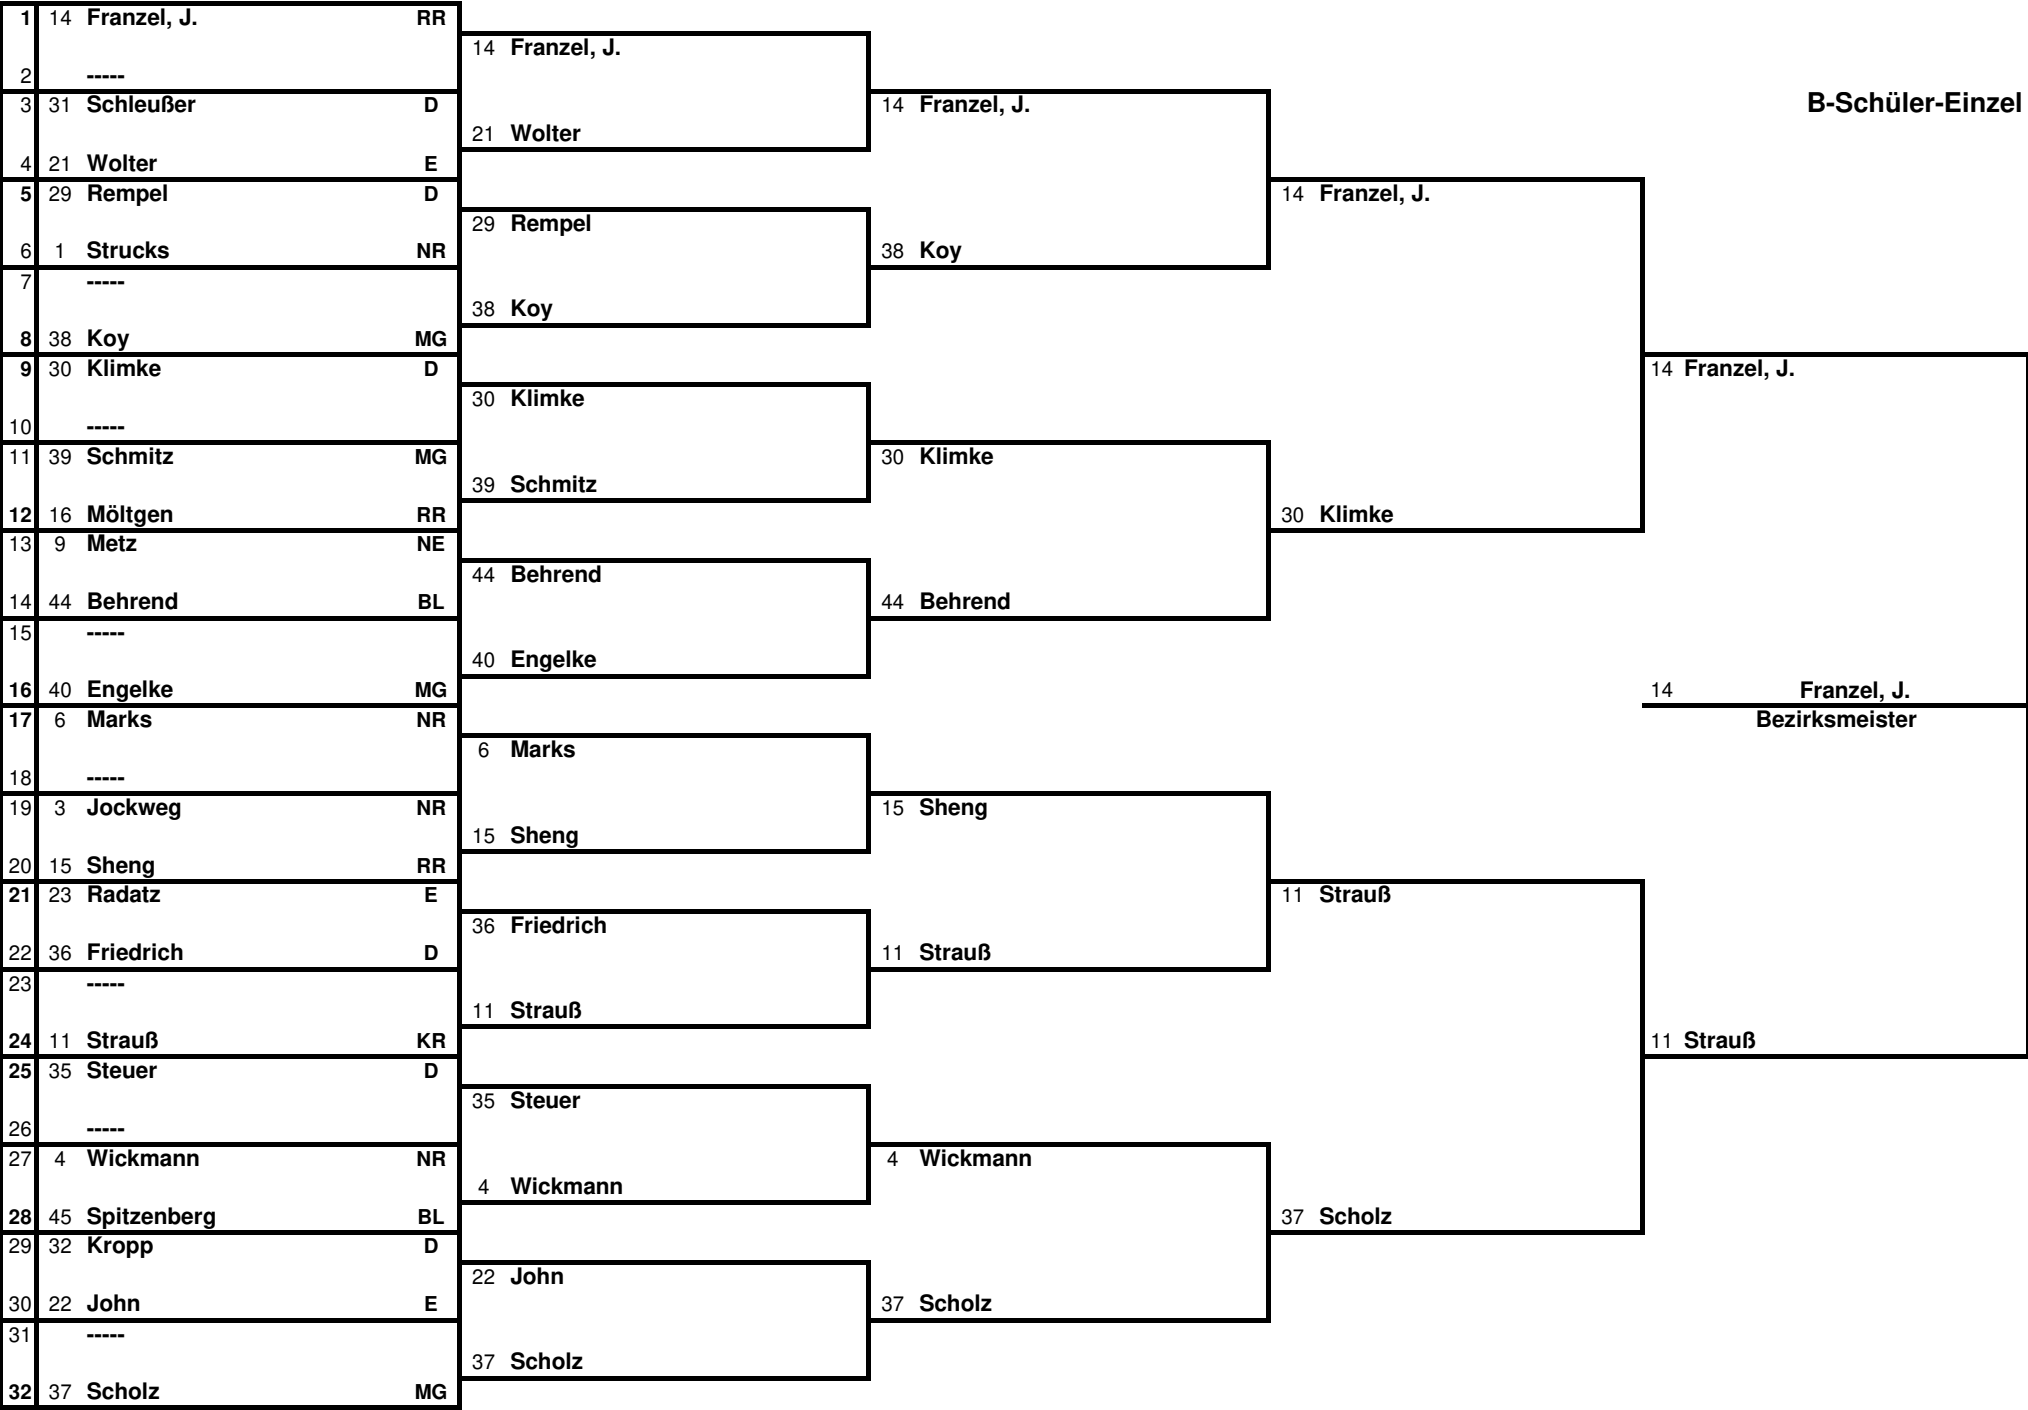 B-Schüler-Einzel
1 14 Franzel, J. RR
2 -----
3 31 Schleußer D
4 21 Wolter E
5 29 Rempel D
6 1 Strucks NR
7 -----
8 38 Koy MG
9 30 Klimke D
10 -----
11 39 Schmitz MG
12 16 Möltgen RR
13 9 Metz NE
14 44 Behrend BL
15 -----
16 40 Engelke MG
17 6 Marks NR
18 -----
19 3 Jockweg NR
20 15 Sheng RR
21 23 Radatz E
22 36 Friedrich D
23 -----
24 11 Strauß KR
25 35 Steuer D
26 -----
27 4 Wickmann NR
28 45 Spitzenberg BL
29 32 Kropp D
30 22 John E
31 -----
32 37 Scholz MG
14 Franzel, J.
21 Wolter
29 Rempel
38 Koy
30 Klimke
39 Schmitz
44 Behrend
40 Engelke
6 Marks
15 Sheng
36 Friedrich
11 Strauß
35 Steuer
4 Wickmann
22 John
37 Scholz
14 Franzel, J.
38 Koy
30 Klimke
44 Behrend
15 Sheng
11 Strauß
4 Wickmann
37 Scholz
14 Franzel, J.
30 Klimke
11 Strauß
37 Scholz
14 Franzel, J.
11 Strauß
14 Franzel, J.
Bezirksmeister